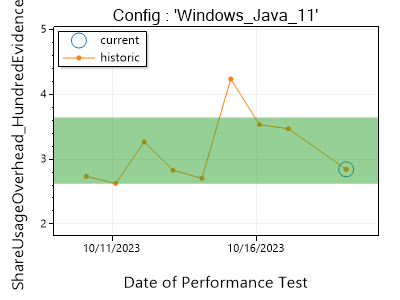 Config : 'Windows_Java_11'
ShareUsageOverhead_HundredEvidence
5
4
3
2
current
historic
10/11/2023
10/16/2023
Date of Performance Test